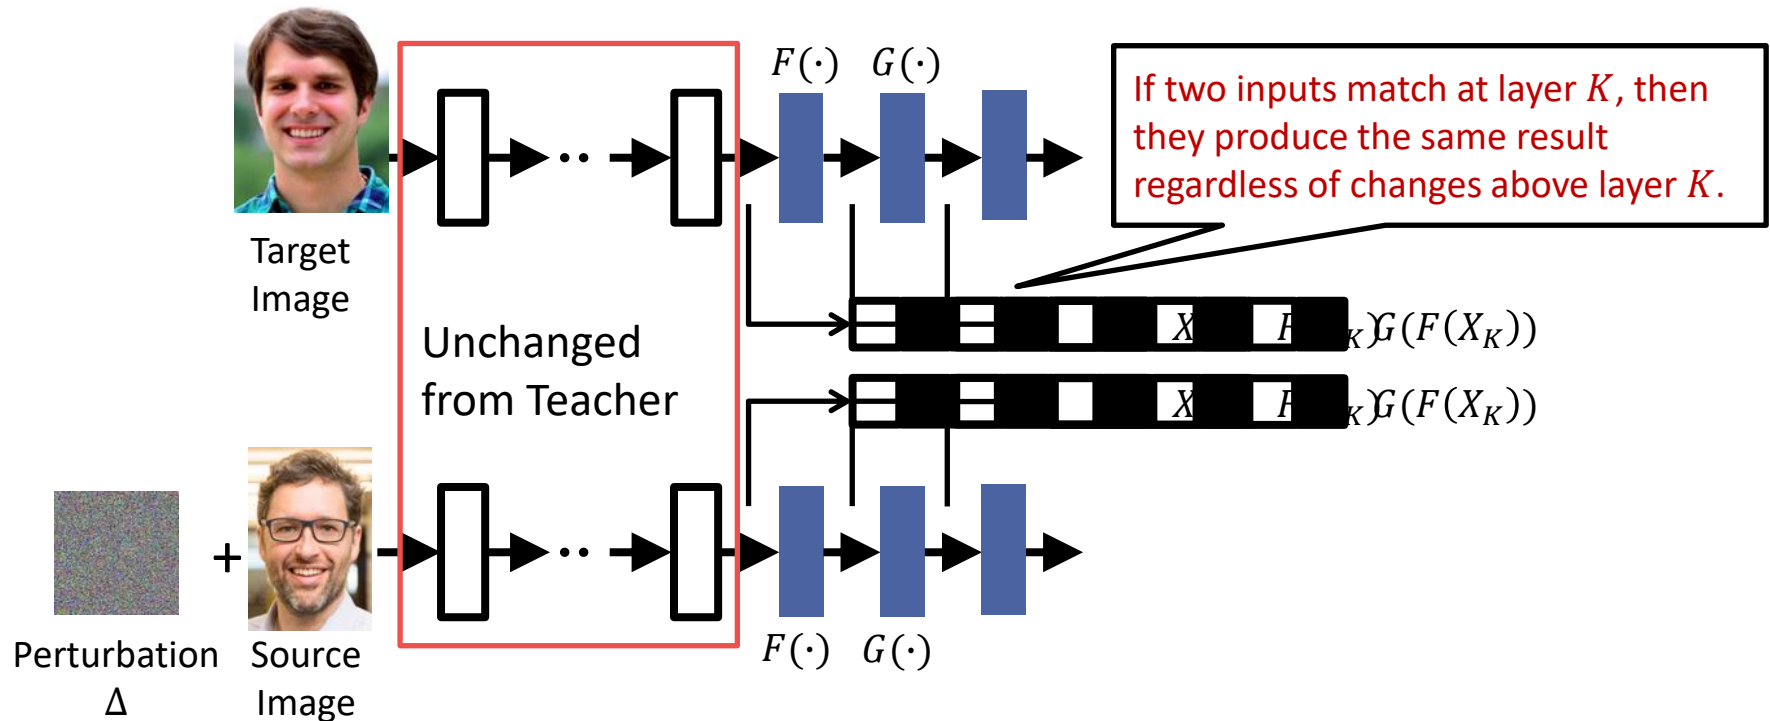 F(·) G(·)
If two inputs match at layer K, then
they produce the same result
regardless of changes above layer K.
Target
Image
Unchanged
from Teacher
G(F(X_K))
G(F(X_K))
+
Perturbation
Δ
Source
Image
F(·) G(·)